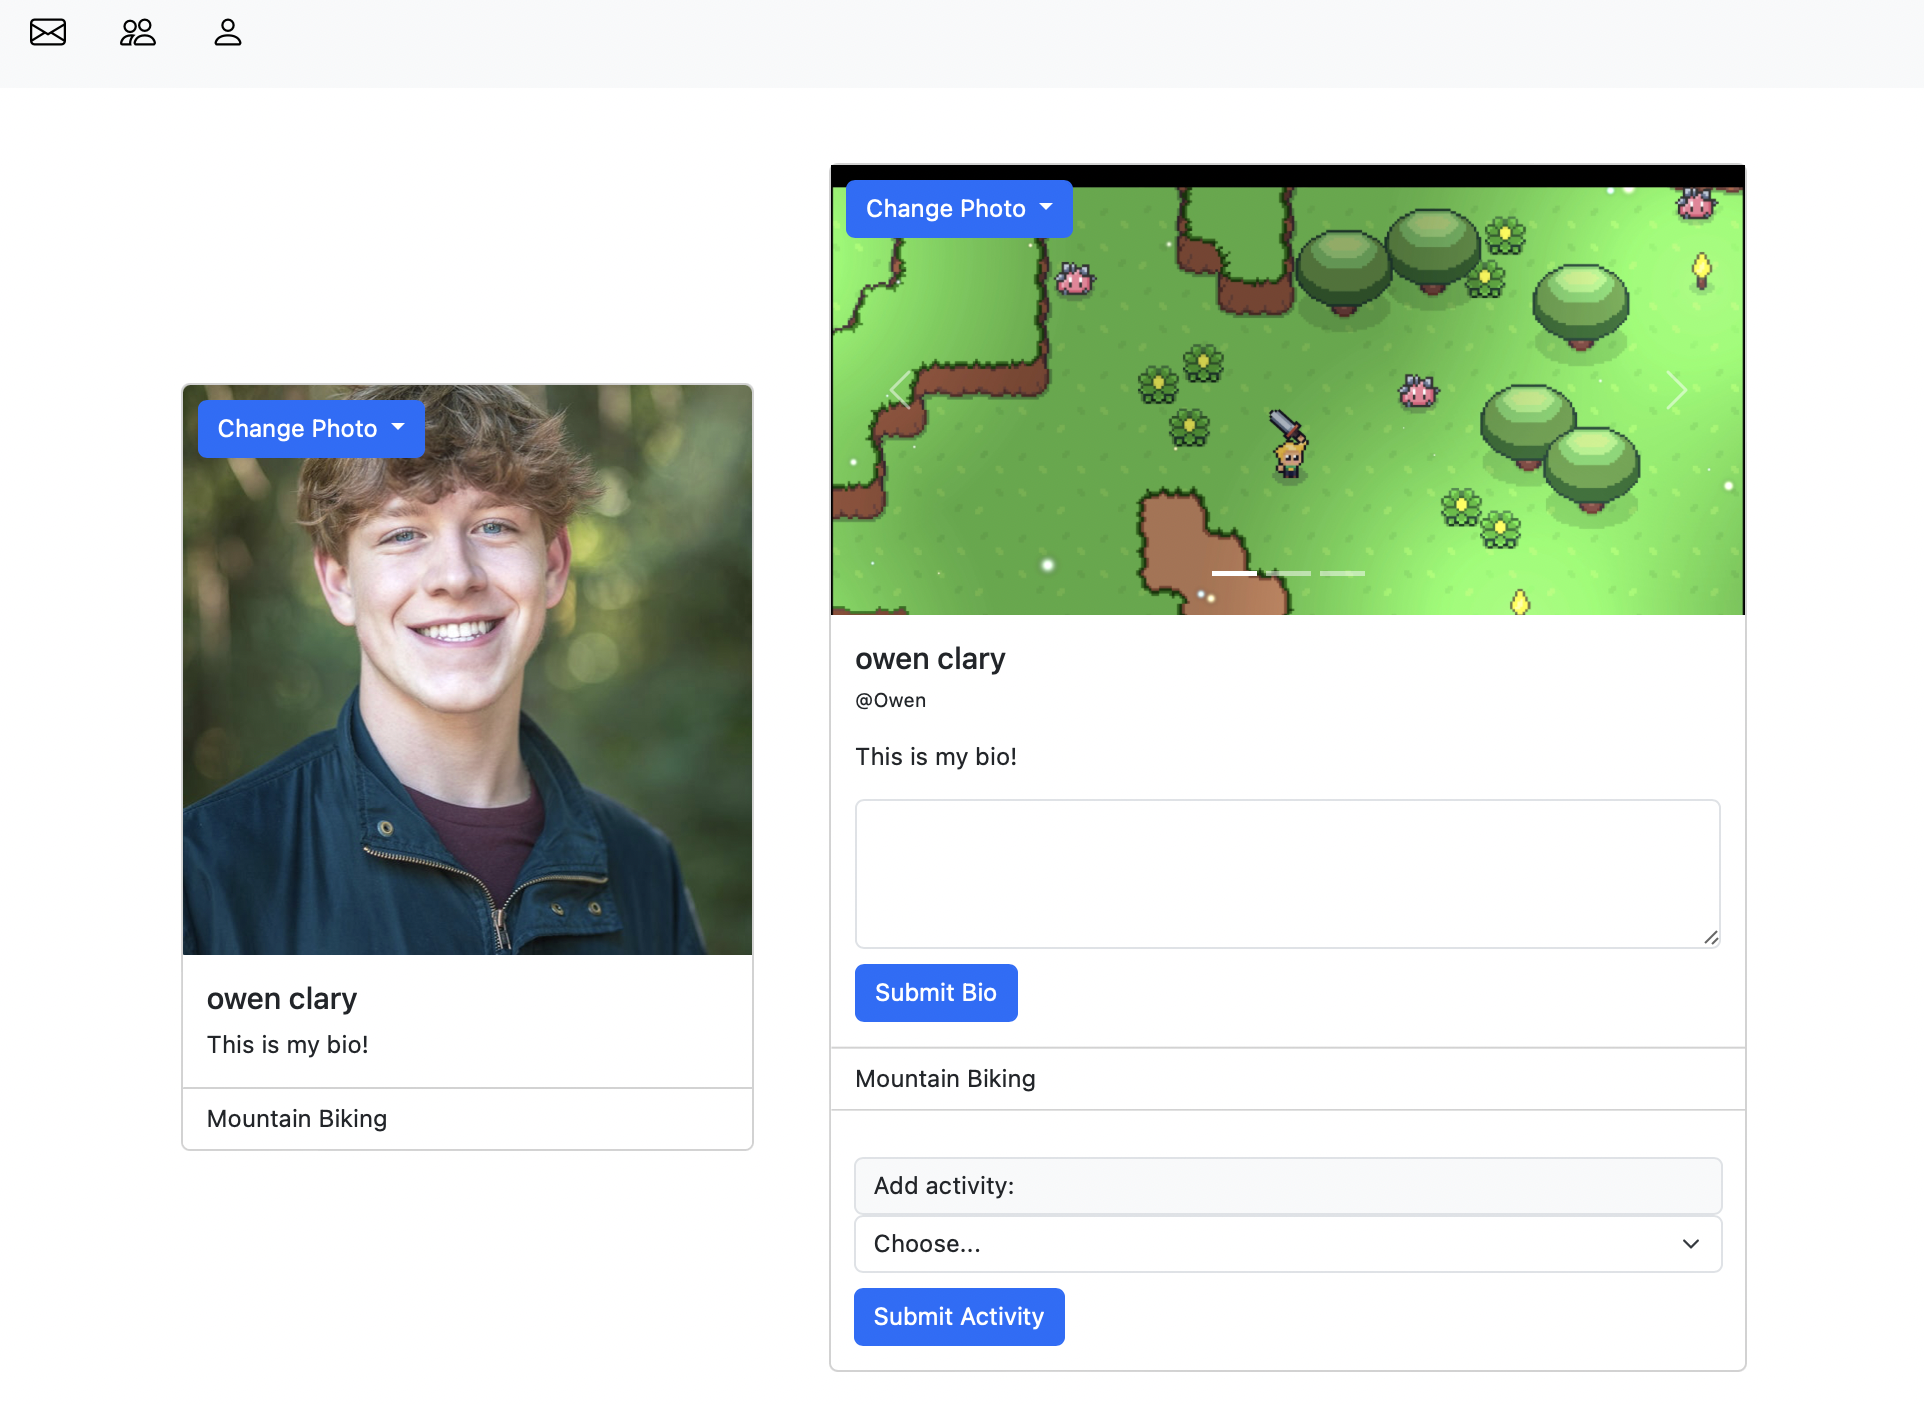 Change Photo
owen clary
This is my bio!
Mountain Biking
Change Photo
owen clary
@Owen
This is my bio!
Submit Bio
Mountain Biking
Add activity:
Choose...
Submit Activity